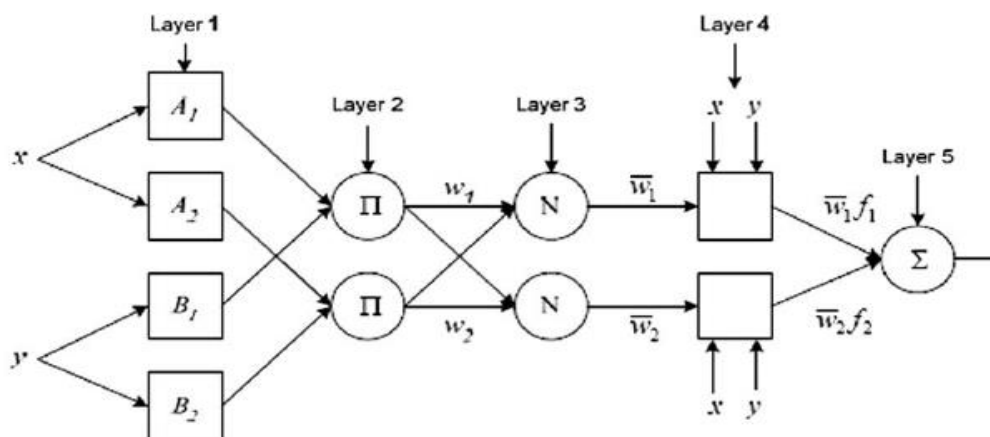 Layer 1
Layer 4
A₁
Layer 2
Layer 3
x y
Layer 5
x
A₂
Π
w₁
N
w̅₁
w̅₁f₁
Σ
B₁
Π
w₂
N
w̅₂
w̅₂f₂
y
B₂
x y